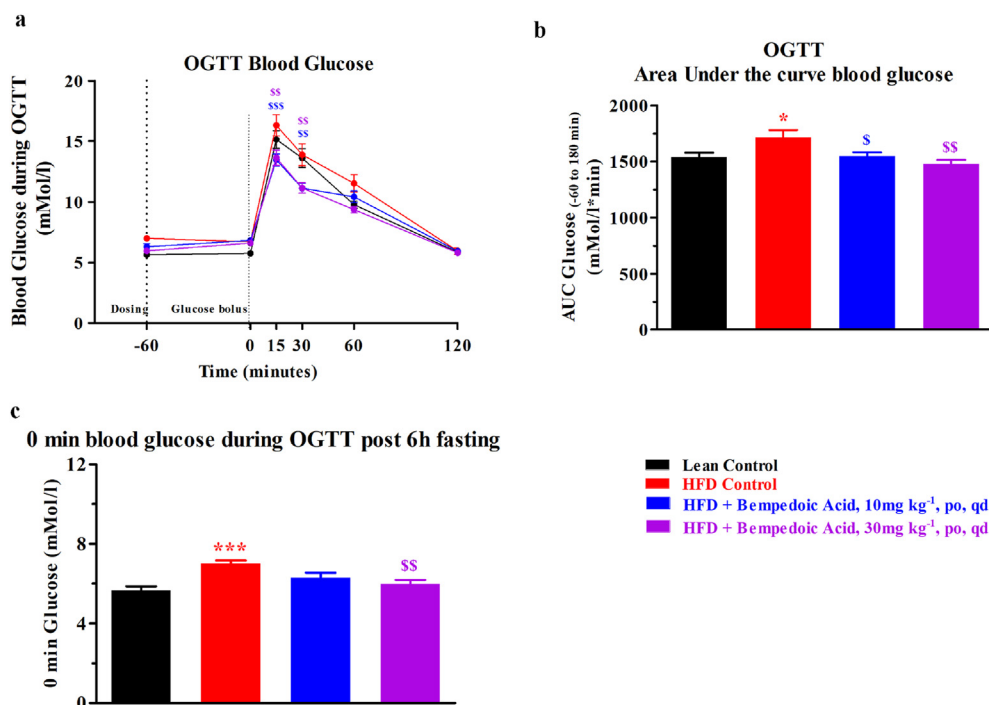 a
OGTT Blood Glucose
Blood Glucose during OGTT
(mMol/l)
20
15
10
5
0
$$
$$$
$$
$$
Dosing
Glucose bolus
-60
0
15
30
60
120
Time (minutes)
b
OGTT
Area Under the curve blood glucose
AUC Glucose (-60 to 180 min)
(mMol/l*min)
2000
1500
1000
500
0
*
$
$$
c
0 min blood glucose during OGTT post 6h fasting
0 min Glucose (mMol/l)
12
8
4
0
***
$$
Lean Control
HFD Control
HFD + Bempedoic Acid, 10mg kg⁻¹, po, qd
HFD + Bempedoic Acid, 30mg kg⁻¹, po, qd